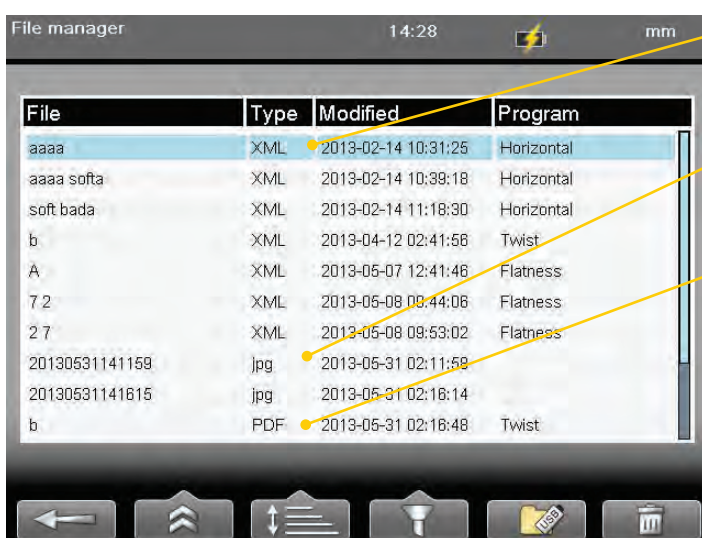 File manager 14:28 mm
File Type Modified Program
aaaa XML 2013-02-14 10:31:25 Horizontal
aaaa softa XML 2013-02-14 10:39:18 Horizontal
soft bada XML 2013-02-14 11:18:30 Horizontal
b XML 2013-04-12 02:41:56 Twist
A XML 2013-05-07 12:41:46 Flatness
7 2 XML 2013-05-08 09:44:06 Flatness
2 7 XML 2013-05-08 09:53:02 Flatness
20130531141159 jpg 2013-05-31 02:11:58
20130531141615 jpg 2013-05-31 02:16:14
b PDF 2013-05-31 02:16:48 Twist
USB